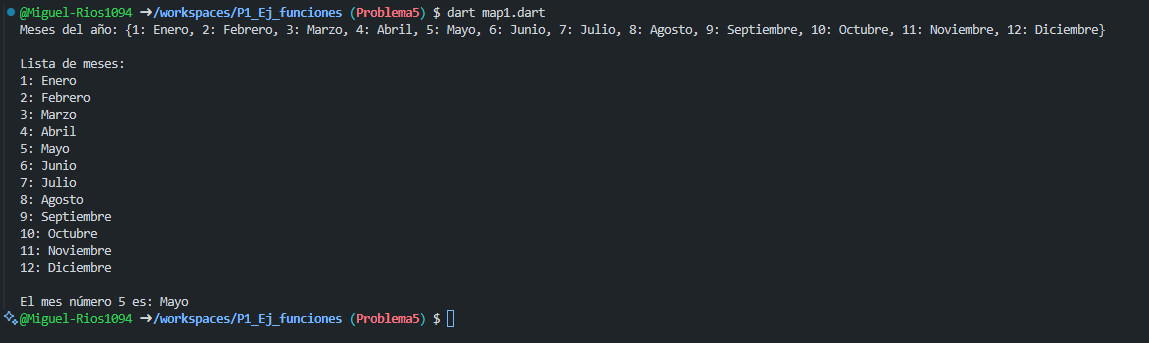 @Miguel-Rios1094 ➜/workspaces/P1_Ej_funciones (Problema5) $ dart map1.dart
Meses del año: {1: Enero, 2: Febrero, 3: Marzo, 4: Abril, 5: Mayo, 6: Junio, 7: Julio, 8: Agosto, 9: Septiembre, 10: Octubre, 11: Noviembre, 12: Diciembre}
Lista de meses:
1: Enero
2: Febrero
3: Marzo
4: Abril
5: Mayo
6: Junio
7: Julio
8: Agosto
9: Septiembre
10: Octubre
11: Noviembre
12: Diciembre
El mes número 5 es: Mayo
@Miguel-Rios1094 ➜/workspaces/P1_Ej_funciones (Problema5) $